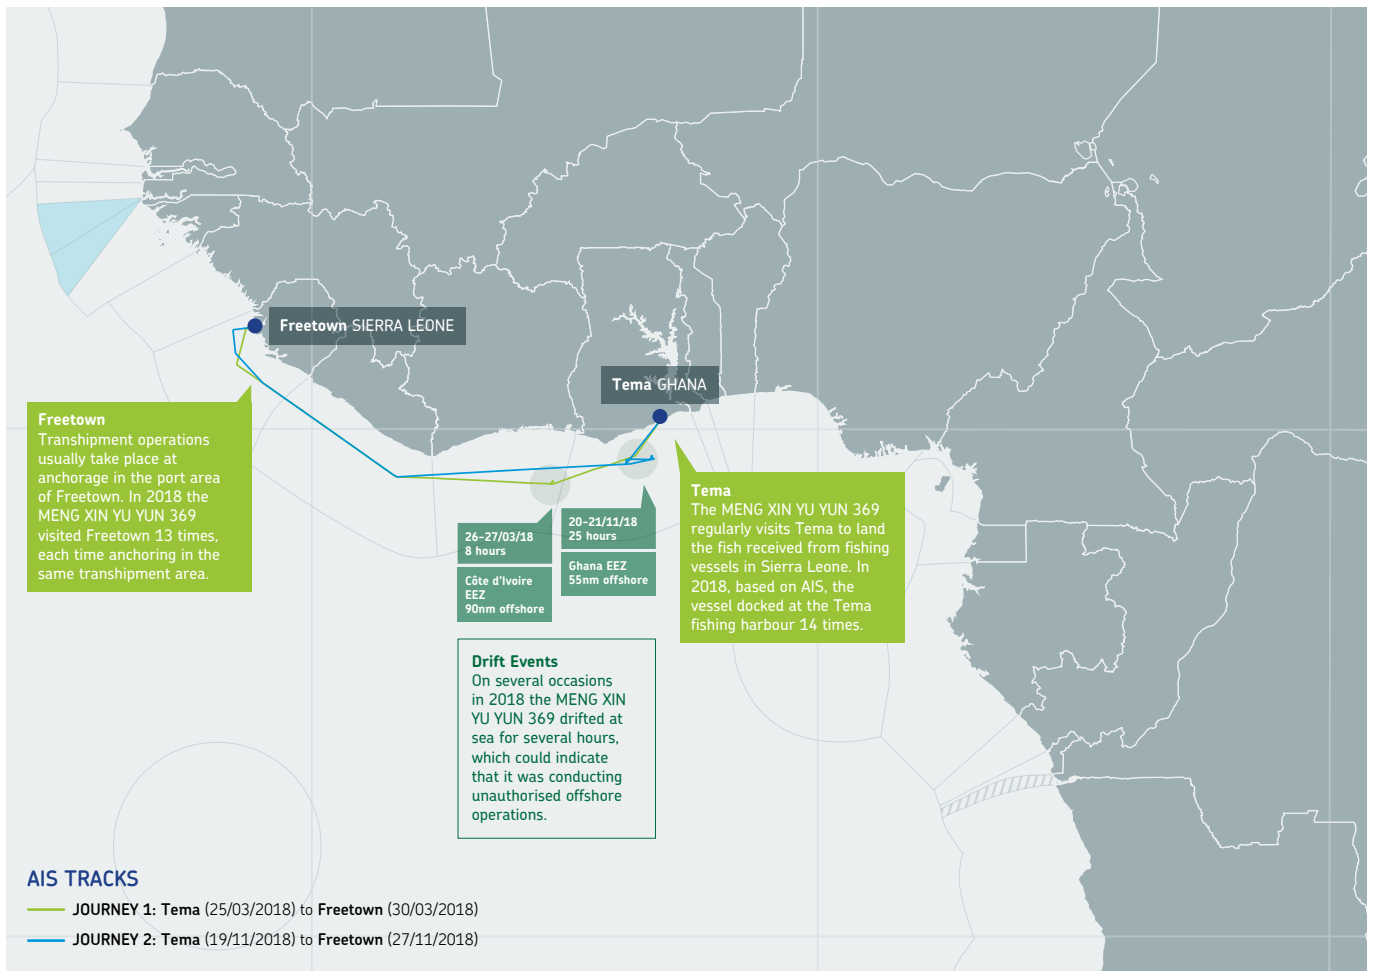 Freetown SIERRA LEONE
Tema GHANA
Freetown
Transhipment operations
usually take place at
anchorage in the port area
of Freetown. In 2018 the
MENG XIN YU YUN 369
visited Freetown 13 times,
each time anchoring in the
same transhipment area.
26-27/03/18
8 hours
Côte d'Ivoire
EEZ
90nm offshore
20-21/11/18
25 hours
Ghana EEZ
55nm offshore
Tema
The MENG XIN YU YUN 369
regularly visits Tema to land
the fish received from fishing
vessels in Sierra Leone. In
2018, based on AIS, the
vessel docked at the Tema
fishing harbour 14 times.
Drift Events
On several occasions
in 2018 the MENG XIN
YU YUN 369 drifted at
sea for several hours,
which could indicate
that it was conducting
unauthorised offshore
operations.
AIS TRACKS
JOURNEY 1: Tema (25/03/2018) to Freetown (30/03/2018)
JOURNEY 2: Tema (19/11/2018) to Freetown (27/11/2018)